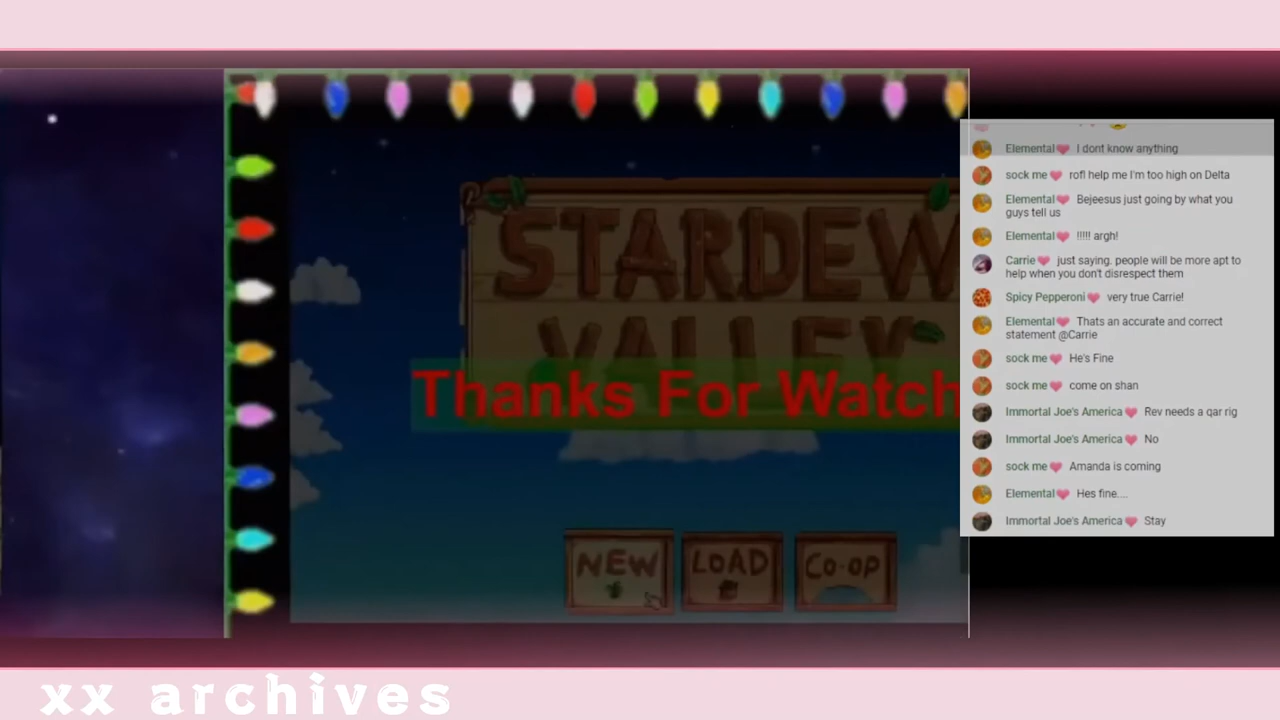 STARDEW
VALLEY
Thanks For Watch
NEW
LOAD
CO-OP
Elemental I dont know anything
sock me rofl help me I'm too high on Delta
Elemental Bejeesus just going by what you
guys tell us
Elemental !!!!! argh!
Carrie just saying. people will be more apt to
help when you don't disrespect them
Spicy Pepperoni very true Carrie!
Elemental Thats an accurate and correct
statement @Carrie
sock me He's Fine
sock me come on shan
Immortal Joe's America Rev needs a qar rig
Immortal Joe's America No
sock me Amanda is coming
Elemental Hes fine....
Immortal Joe's America Stay
xx archives